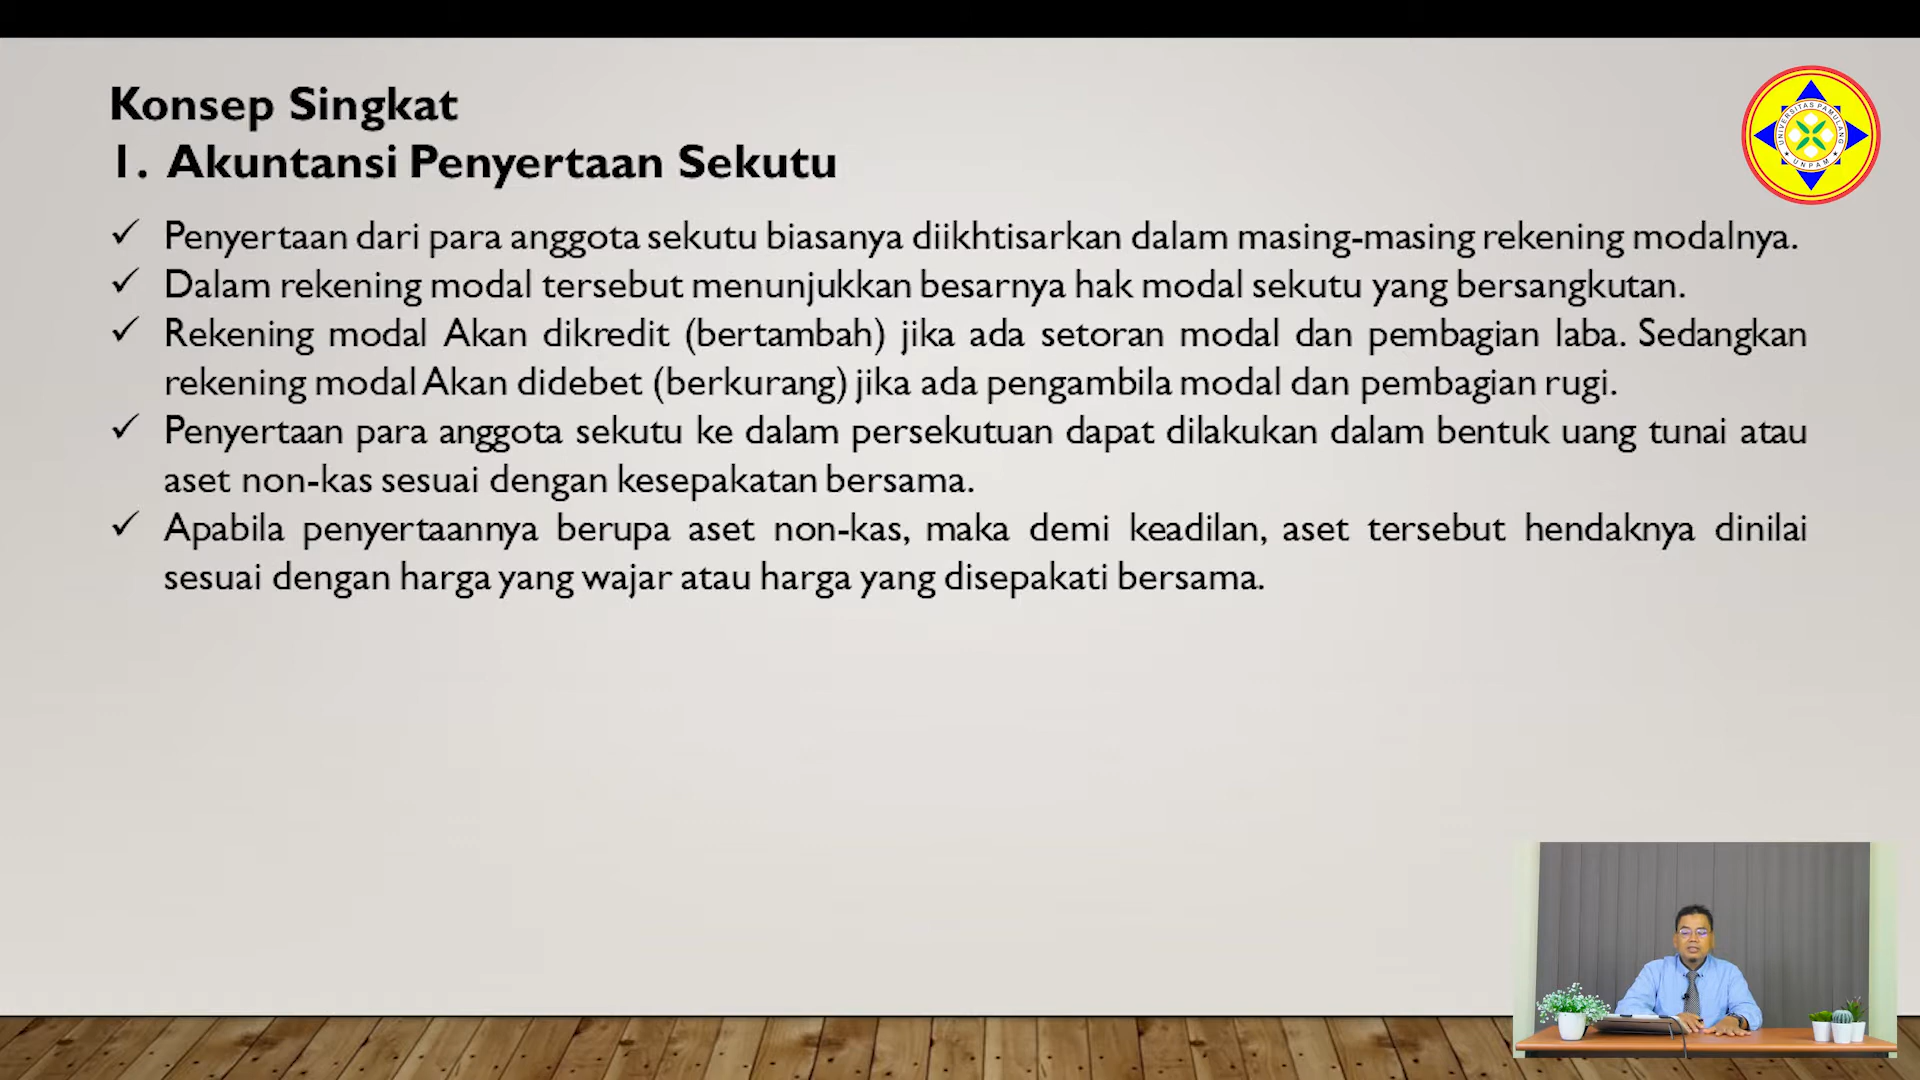 Konsep Singkat
1. Akuntansi Penyertaan Sekutu
UNIVERSITAS PAMULANG
UNPAM
✓ Penyertaan dari para anggota sekutu biasanya diikhtisarkan dalam masing-masing rekening modalnya.
✓ Dalam rekening modal tersebut menunjukkan besarnya hak modal sekutu yang bersangkutan.
✓ Rekening modal Akan dikredit (bertambah) jika ada setoran modal dan pembagian laba. Sedangkan
rekening modal Akan didebet (berkurang) jika ada pengambila modal dan pembagian rugi.
✓ Penyertaan para anggota sekutu ke dalam persekutuan dapat dilakukan dalam bentuk uang tunai atau
aset non-kas sesuai dengan kesepakatan bersama.
✓ Apabila penyertaannya berupa aset non-kas, maka demi keadilan, aset tersebut hendaknya dinilai
sesuai dengan harga yang wajar atau harga yang disepakati bersama.